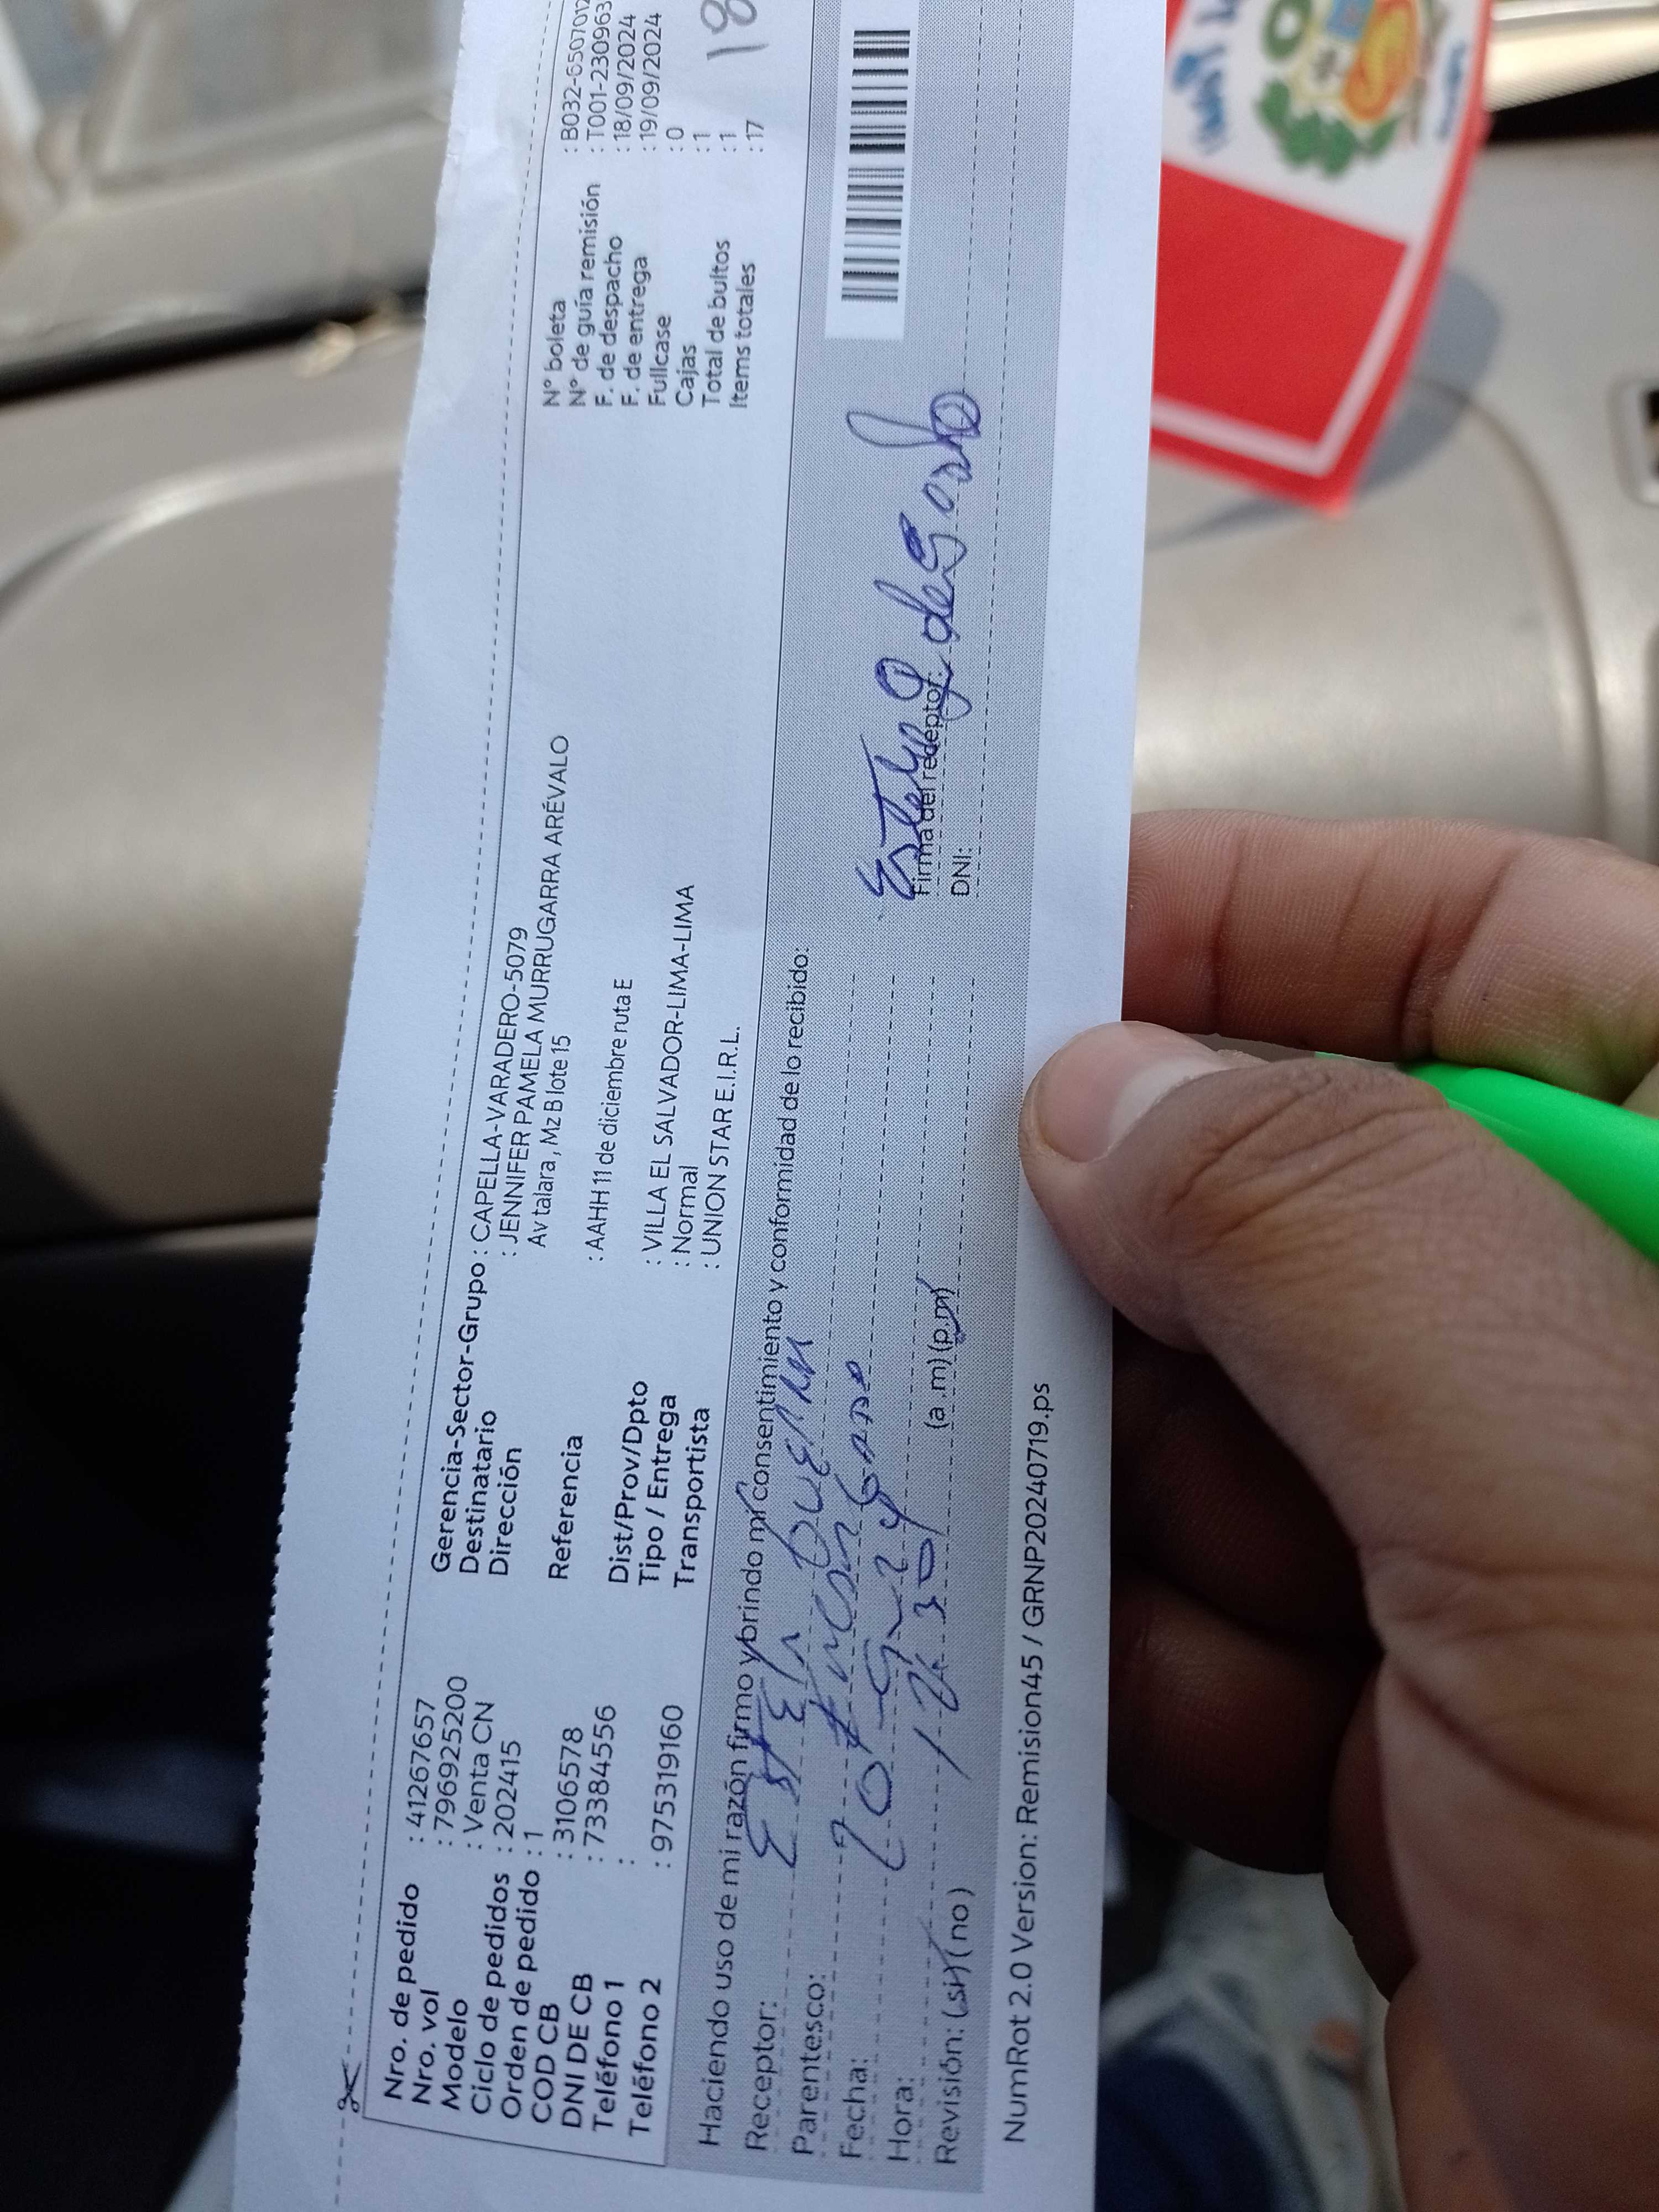 Nro. de pedido : 41267657
Nro. vol : 796925200
Modelo : Venta CN
Ciclo de pedidos : 202415
Orden de pedido : 1
COD CB : 3106578
DNI DE CB : 73384556
Teléfono 1 :
Teléfono 2 : 975319160
Gerencia-Sector-Grupo : CAPELLA-VARADERO-5079
Destinatario : JENNIFER PAMELA MURRUGARRA ARÉVALO
Dirección Av talara , Mz B lote 15
Referencia : AAHH 11 de diciembre ruta E
Dist/Prov/Dpto : VILLA EL SALVADOR-LIMA-LIMA
Tipo / Entrega : Normal
Transportista : UNION STAR E.I.R.L.
N° boleta : B032-6507012
N° de guía remisión : T001-230963
F. de despacho : 18/09/2024
F. de entrega : 19/09/2024
Fullcase : 0
Cajas : 1
Total de bultos : 1
Items totales : 17
18
Haciendo uso de mi razón firmo y brindo mi consentimiento y conformidad de lo recibido:
Receptor:
Parentesco:
Fecha:
Hora: (a .m) (p.m)
Revisión: (si) (no)
Firma del receptor:
DNI:
NumRot 2.0 Version: Remision45 / GRNP20240719.ps